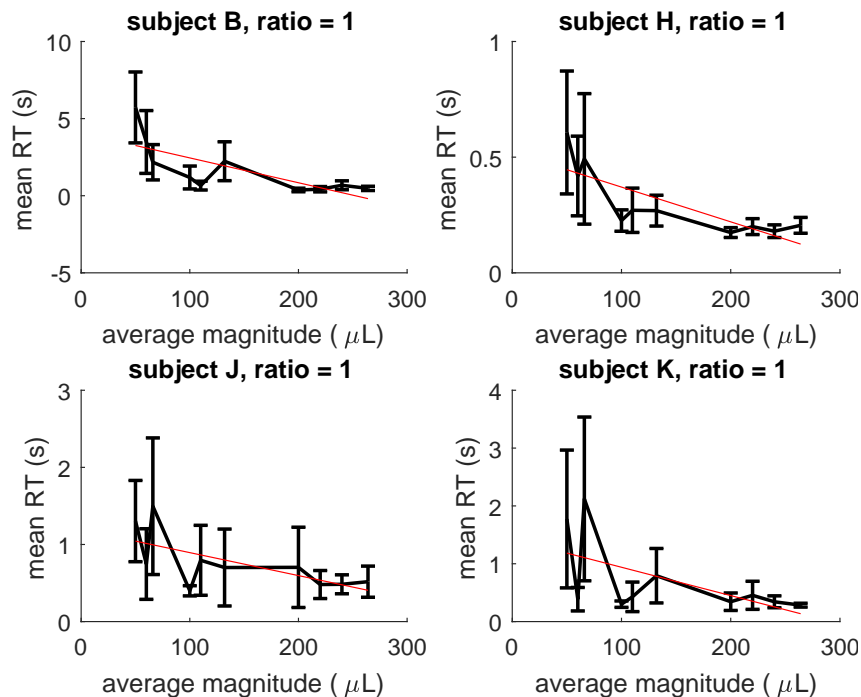 subject B, ratio = 1
mean RT (s)
10
5
0
-5
0 100 200 300
average magnitude ( μL)
subject H, ratio = 1
mean RT (s)
1
0.5
0
0 100 200 300
average magnitude ( μL)
subject J, ratio = 1
mean RT (s)
3
2
1
0
0 100 200 300
average magnitude ( μL)
subject K, ratio = 1
mean RT (s)
4
3
2
1
0
0 100 200 300
average magnitude ( μL)